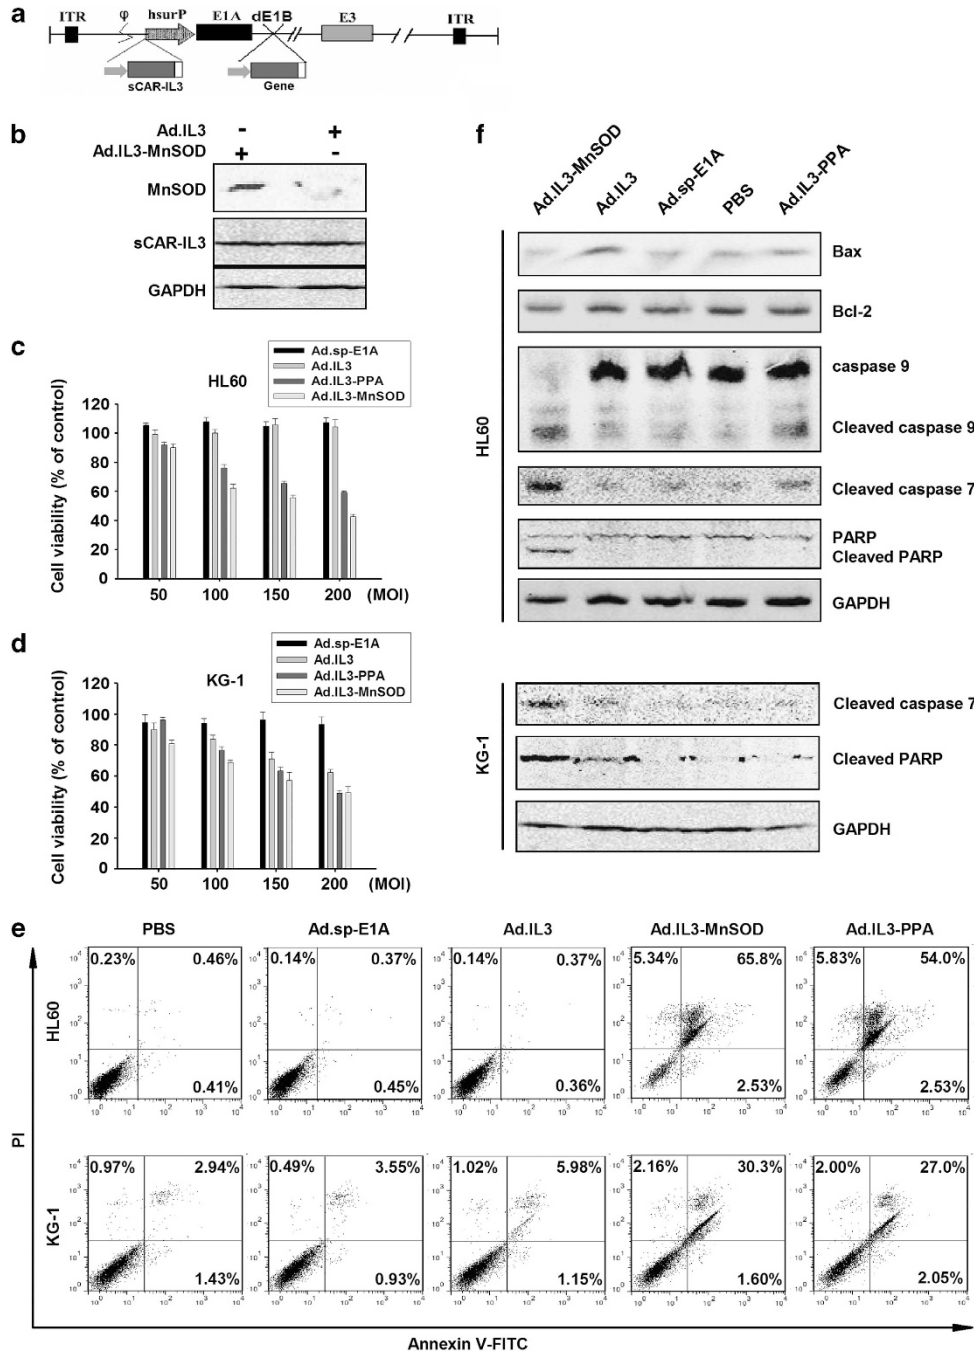 a
ITR φ hsurP E1A dE1B E3 ITR
sCAR-IL3 Gene
b
Ad.IL3 - +
Ad.IL3-MnSOD + -
MnSOD
sCAR-IL3
GAPDH
c
HL60
Ad.sp-E1A
Ad.IL3
Ad.IL3-PPA
Ad.IL3-MnSOD
Cell viability (% of control)
120
100
80
60
40
20
0
50 100 150 200 (MOI)
d
KG-1
Ad.sp-E1A
Ad.IL3
Ad.IL3-PPA
Ad.IL3-MnSOD
Cell viability (% of control)
120
100
80
60
40
20
0
50 100 150 200 (MOI)
f
Ad.IL3-MnSOD
Ad.IL3
Ad.sp-E1A
PBS
Ad.IL3-PPA
HL60
Bax
Bcl-2
caspase 9
Cleaved caspase 9
Cleaved caspase 7
PARP
Cleaved PARP
GAPDH
KG-1
Cleaved caspase 7
Cleaved PARP
GAPDH
e
PBS Ad.sp-E1A Ad.IL3 Ad.IL3-MnSOD Ad.IL3-PPA
HL60
0.23% 0.46% 0.14% 0.37% 0.14% 0.37% 5.34% 65.8% 5.83% 54.0%
0.41% 0.45% 0.36% 2.53% 2.53%
KG-1
0.97% 2.94% 0.49% 3.55% 1.02% 5.98% 2.16% 30.3% 2.00% 27.0%
1.43% 0.93% 1.15% 1.60% 2.05%
PI
Annexin V-FITC